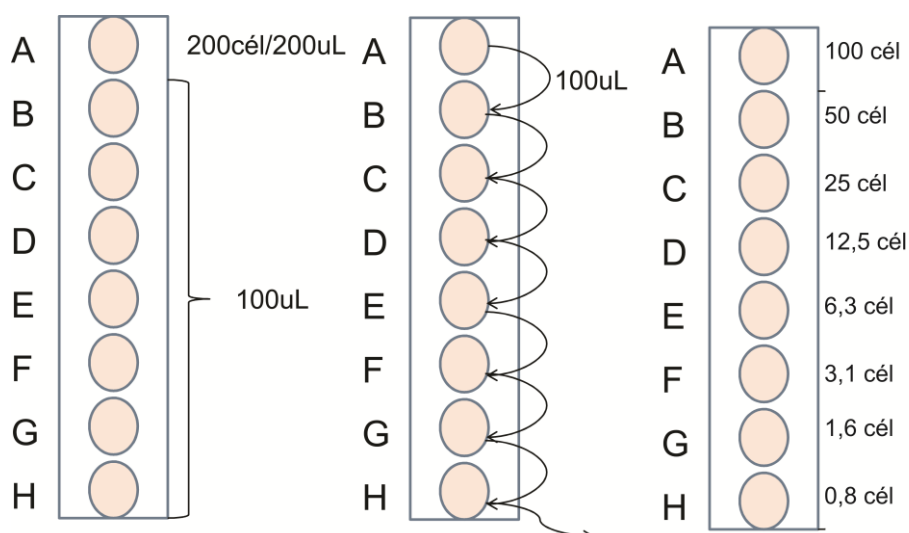 A 200cél/200uL
B
C
D
E 100uL
F
G
H
A
100uL
B
C
D
E
F
G
H
A 100 cél
B 50 cél
C 25 cél
D 12,5 cél
E 6,3 cél
F 3,1 cél
G 1,6 cél
H 0,8 cél